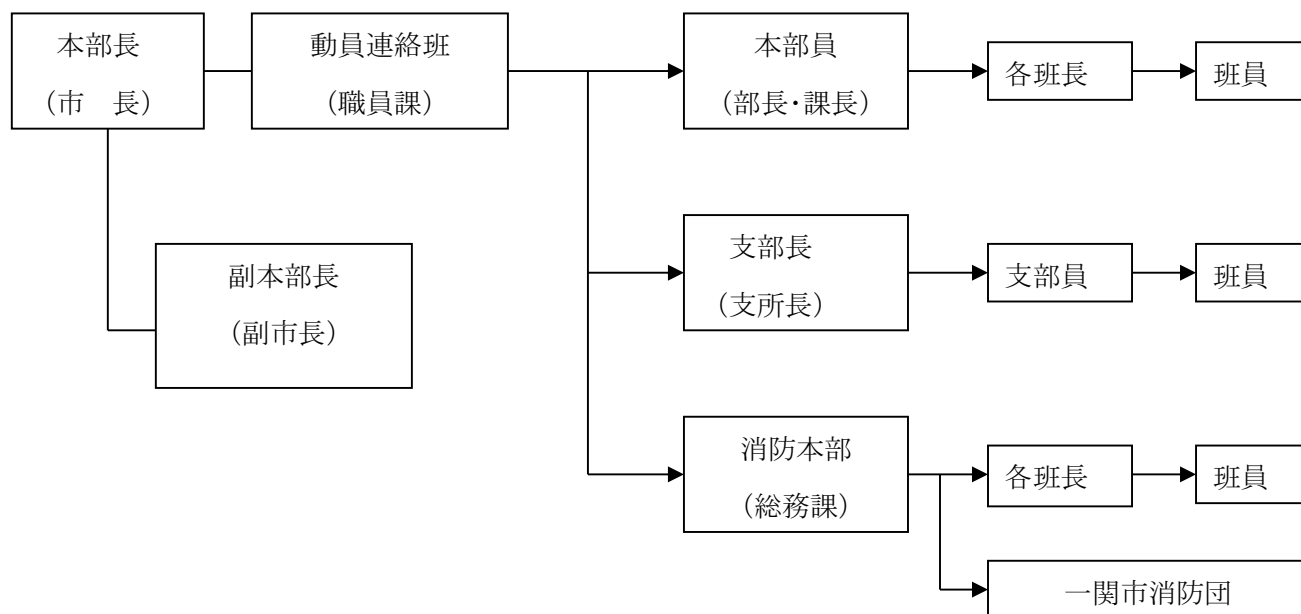 本部長
（市　長）
動員連絡班
（職員課）
本部員
（部長・課長）
各班長
班員
副本部長
（副市長）
支部長
（支所長）
支部員
班員
消防本部
（総務課）
各班長
班員
一関市消防団